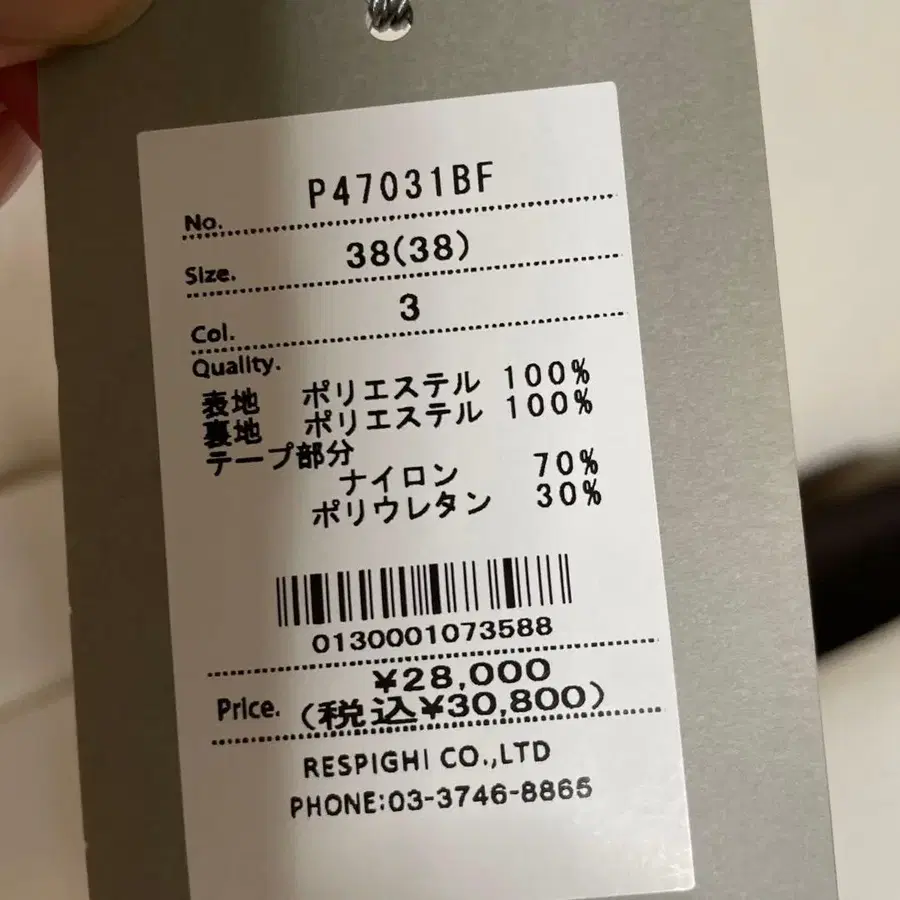 No. P47031BF
Size. 38(38)
Col. 3
Quality.
表地 ポリエステル 100%
裏地 ポリエステル 100%
テープ部分
ナイロン 70%
ポリウレタン 30%
0130001073588
¥28,000
Price. (税込¥30,800)
RESPIGHI CO.,LTD
PHONE:03-3746-8865